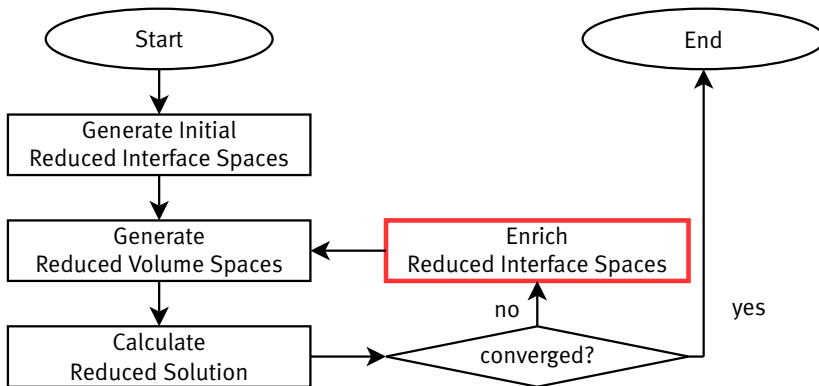 Start
End
Generate Initial
Reduced Interface Spaces
Generate
Reduced Volume Spaces
Enrich
Reduced Interface Spaces
no
yes
Calculate
Reduced Solution
converged?